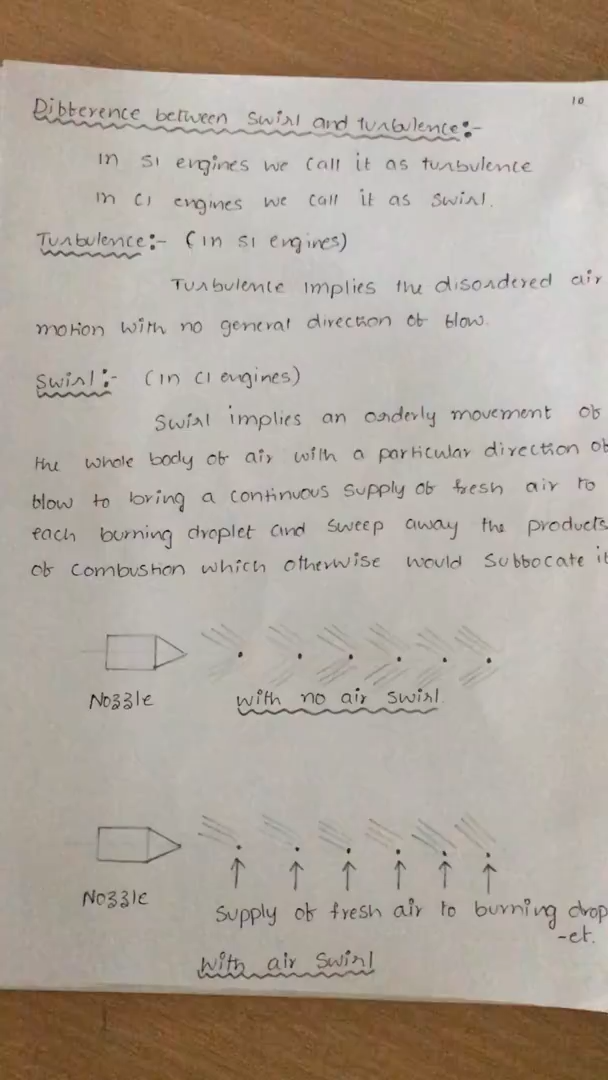 10
Difference between swirl and turbulence:-
In SI engines we call it as turbulence
In CI engines we call it as swirl.
Turbulence:- (In SI engines)
Turbulence implies the disordered air
motion with no general direction of flow.
Swirl:- (In CI engines)
Swirl implies an orderly movement of
the whole body of air with a particular direction of
flow to bring a continuous supply of fresh air to
each burning droplet and sweep away the products
of combustion which otherwise would suffocate it
Nozzle
With no air swirl
Nozzle
Supply of fresh air to burning drop
-et.
With air swirl